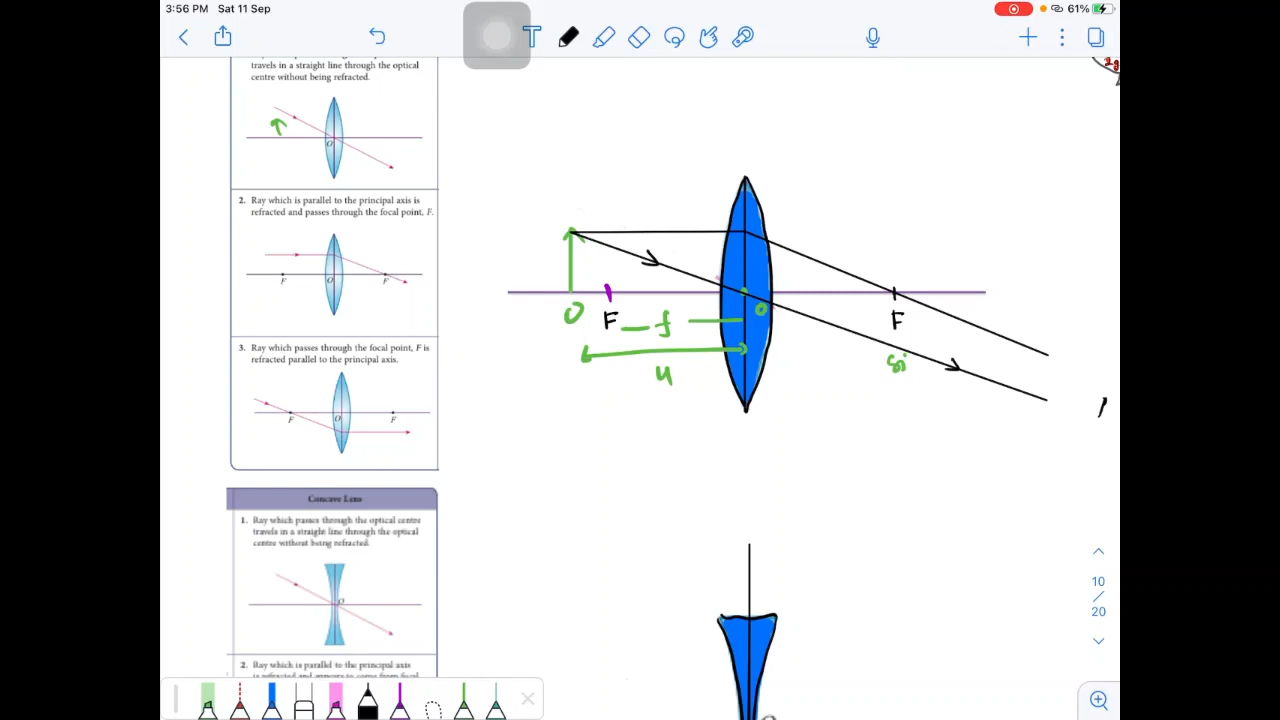 3:56 PM Sat 11 Sep
61%
T
travels in a straight line through the optical
centre without being refracted.
O
2. Ray which is parallel to the principal axis is
refracted and passes through the focal point, F.
F O F
3. Ray which passes through the focal point, F is
refracted parallel to the principal axis.
F O F
Concave Lens
1. Ray which passes through the optical centre
travels in a straight line through the optical
centre without being refracted.
O
2. Ray which is parallel to the principal axis
O
F
f
u
O
F
10
/
20